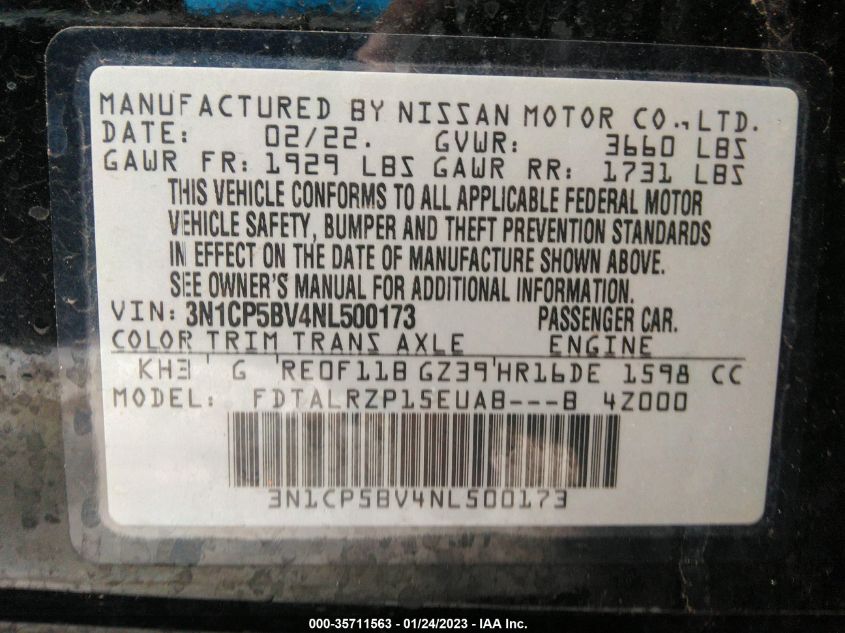 MANUFACTURED BY NISSAN MOTOR CO.,LTD.
DATE: 02/22. GVWR: 3660 LBS
GAWR FR: 1929 LBS GAWR RR: 1731 LBS
THIS VEHICLE CONFORMS TO ALL APPLICABLE FEDERAL MOTOR
VEHICLE SAFETY, BUMPER AND THEFT PREVENTION STANDARDS
IN EFFECT ON THE DATE OF MANUFACTURE SHOWN ABOVE.
SEE OWNER'S MANUAL FOR ADDITIONAL INFORMATION.
VIN: 3N1CP5BV4NL500173 PASSENGER CAR.
COLOR TRIM TRANS AXLE ENGINE
KH3 G RE0F11B GZ39 HR16DE 1598 CC
MODEL: FDTALRZP15EUAB---B 4Z000
3N1CP5BV4NL500173
000-35711563 - 01/24/2023 - © IAA Inc.